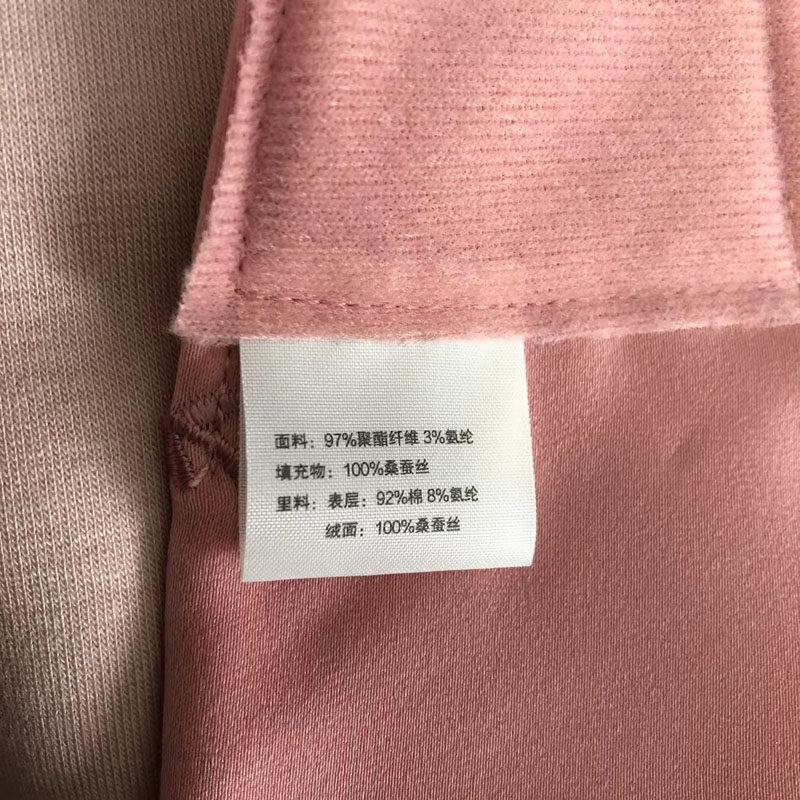 面料：97%聚酯纤维 3%氨纶
填充物：100%桑蚕丝
里料：表层：92%棉 8%氨纶
绒面：100%桑蚕丝